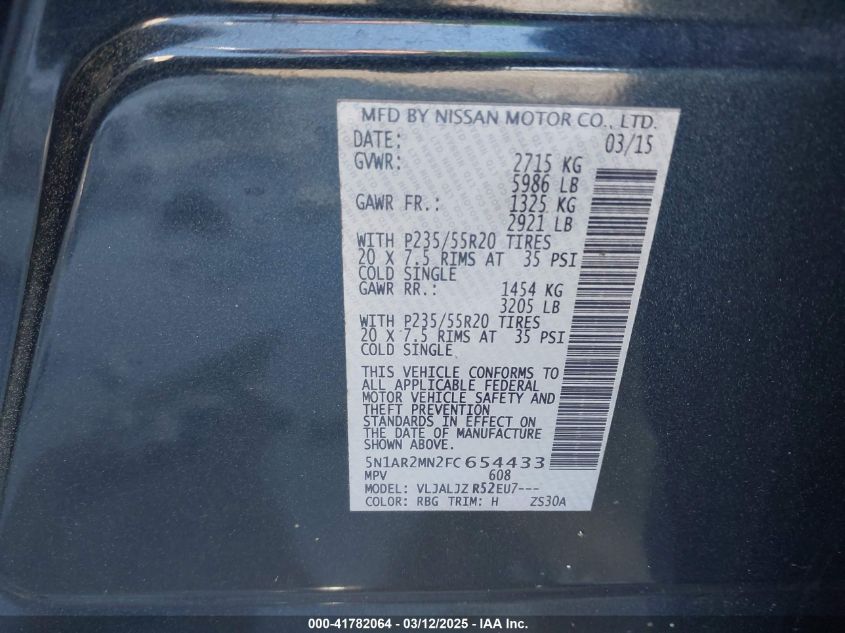 MFD BY NISSAN MOTOR CO., LTD.
DATE: 03/15
GVWR: 2715 KG
5986 LB
GAWR FR.: 1325 KG
2921 LB
WITH P235/55R20 TIRES
20 X 7.5 RIMS AT 35 PSI
COLD SINGLE
GAWR RR.: 1454 KG
3205 LB
WITH P235/55R20 TIRES
20 X 7.5 RIMS AT 35 PSI
COLD SINGLE
THIS VEHICLE CONFORMS TO
ALL APPLICABLE FEDERAL
MOTOR VEHICLE SAFETY AND
THEFT PREVENTION
STANDARDS IN EFFECT ON
THE DATE OF MANUFACTURE
SHOWN ABOVE.
5N1AR2MN2FC654433
MPV 608
MODEL: VLJALJZ R52EU7---
COLOR: RBG TRIM: H ZS30A
000-41782064 - 03/12/2025 - IAA Inc.